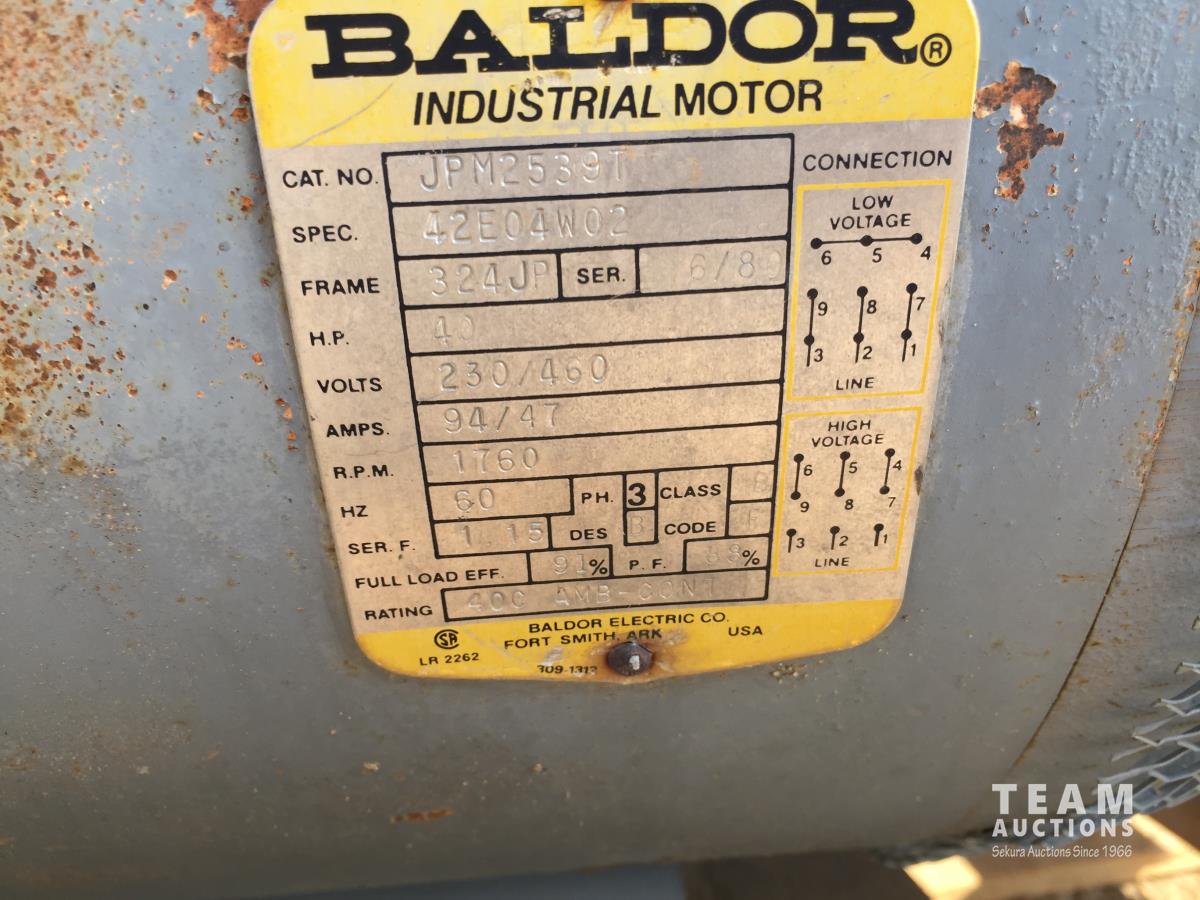 BALDOR®
INDUSTRIAL MOTOR
CAT. NO. JPM2539T
SPEC. 42E04W02
FRAME 324JP SER. 6/80
H.P. 40
VOLTS 230/460
AMPS. 94/47
R.P.M. 1760
HZ 60 PH. 3 CLASS B
SER. F. 1.15 DES B CODE F
FULL LOAD EFF. 91% P. F. %
RATING 40C AMB-CONT
CONNECTION
LOW
VOLTAGE
6 5 4
9 8 7
3 2 1
LINE
HIGH
VOLTAGE
6 5 4
9 8 7
3 2 1
LINE
BALDOR ELECTRIC CO.
FORT SMITH, ARK USA
LR 2262
309-1313
TEAM
AUCTIONS
Sekura Auctions Since 1966